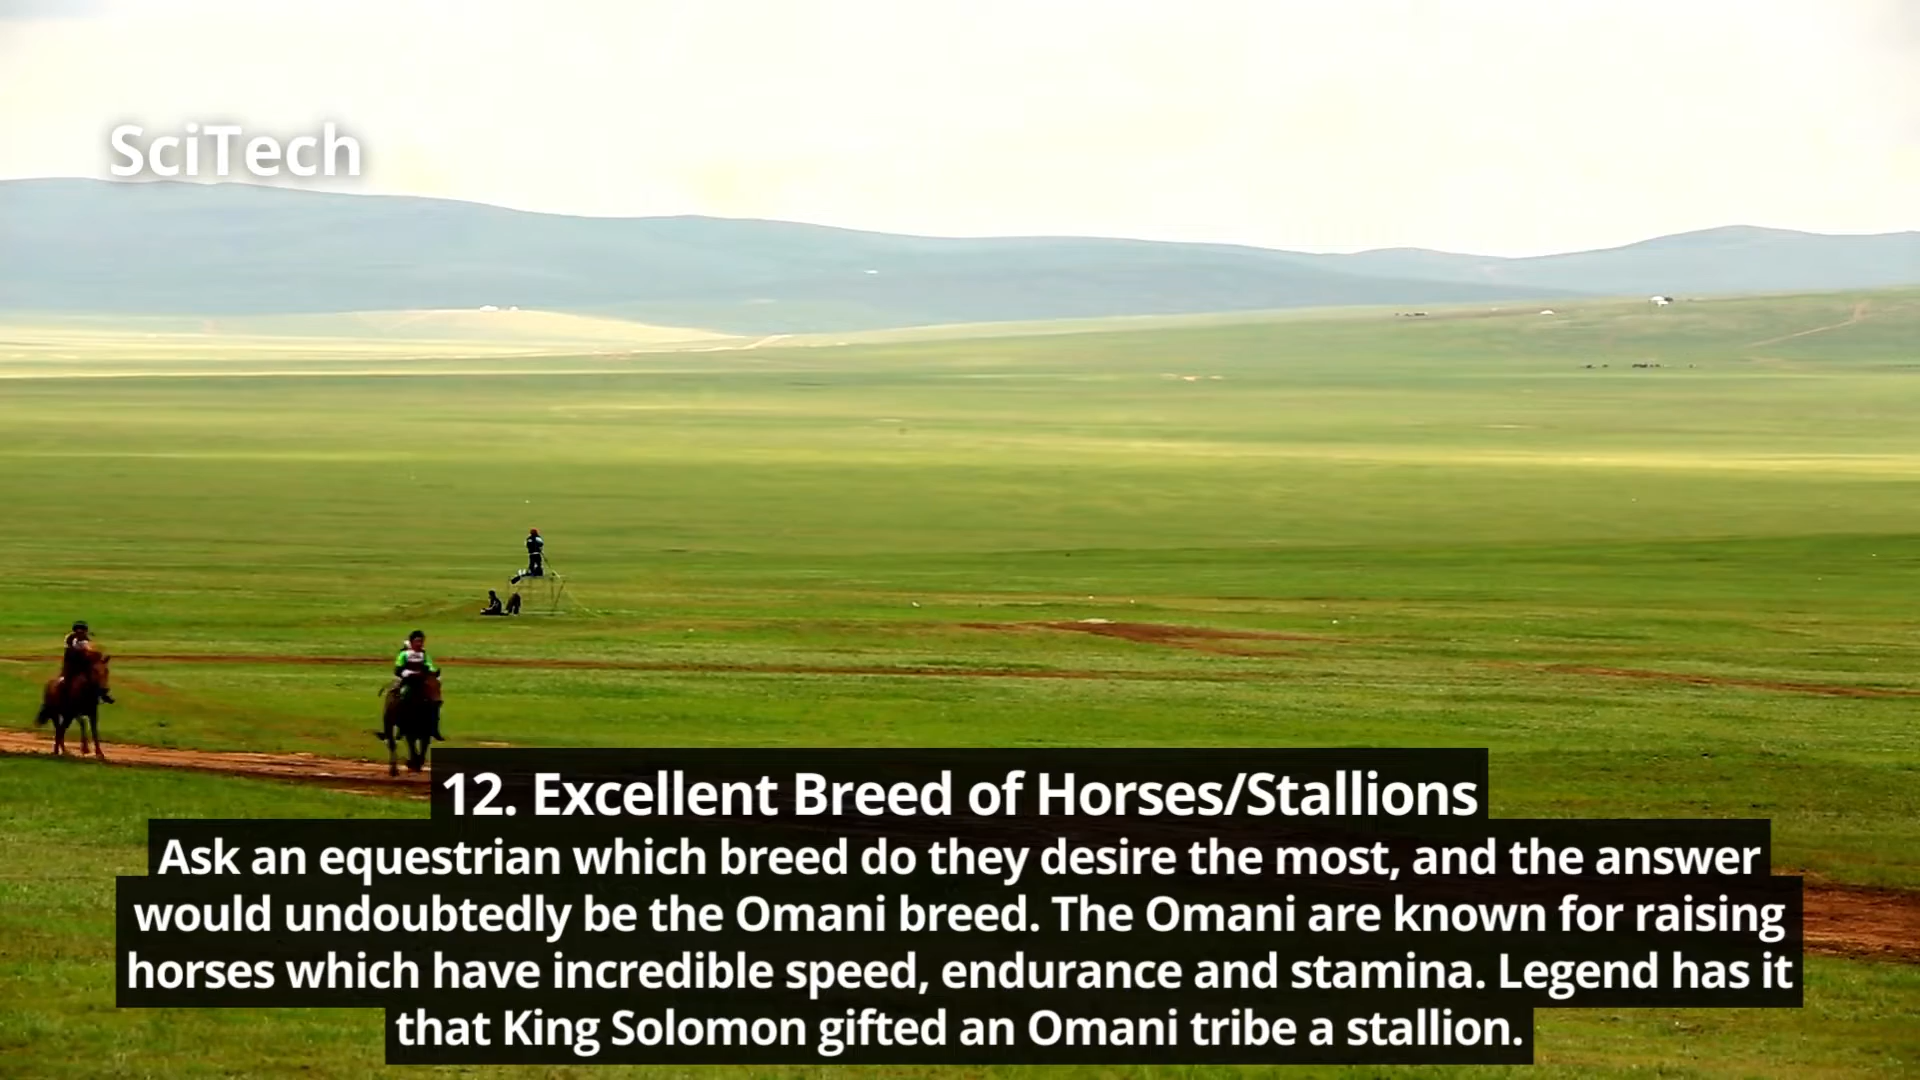 SciTech
12. Excellent Breed of Horses/Stallions
Ask an equestrian which breed do they desire the most, and the answer
would undoubtedly be the Omani breed. The Omani are known for raising
horses which have incredible speed, endurance and stamina. Legend has it
that King Solomon gifted an Omani tribe a stallion.